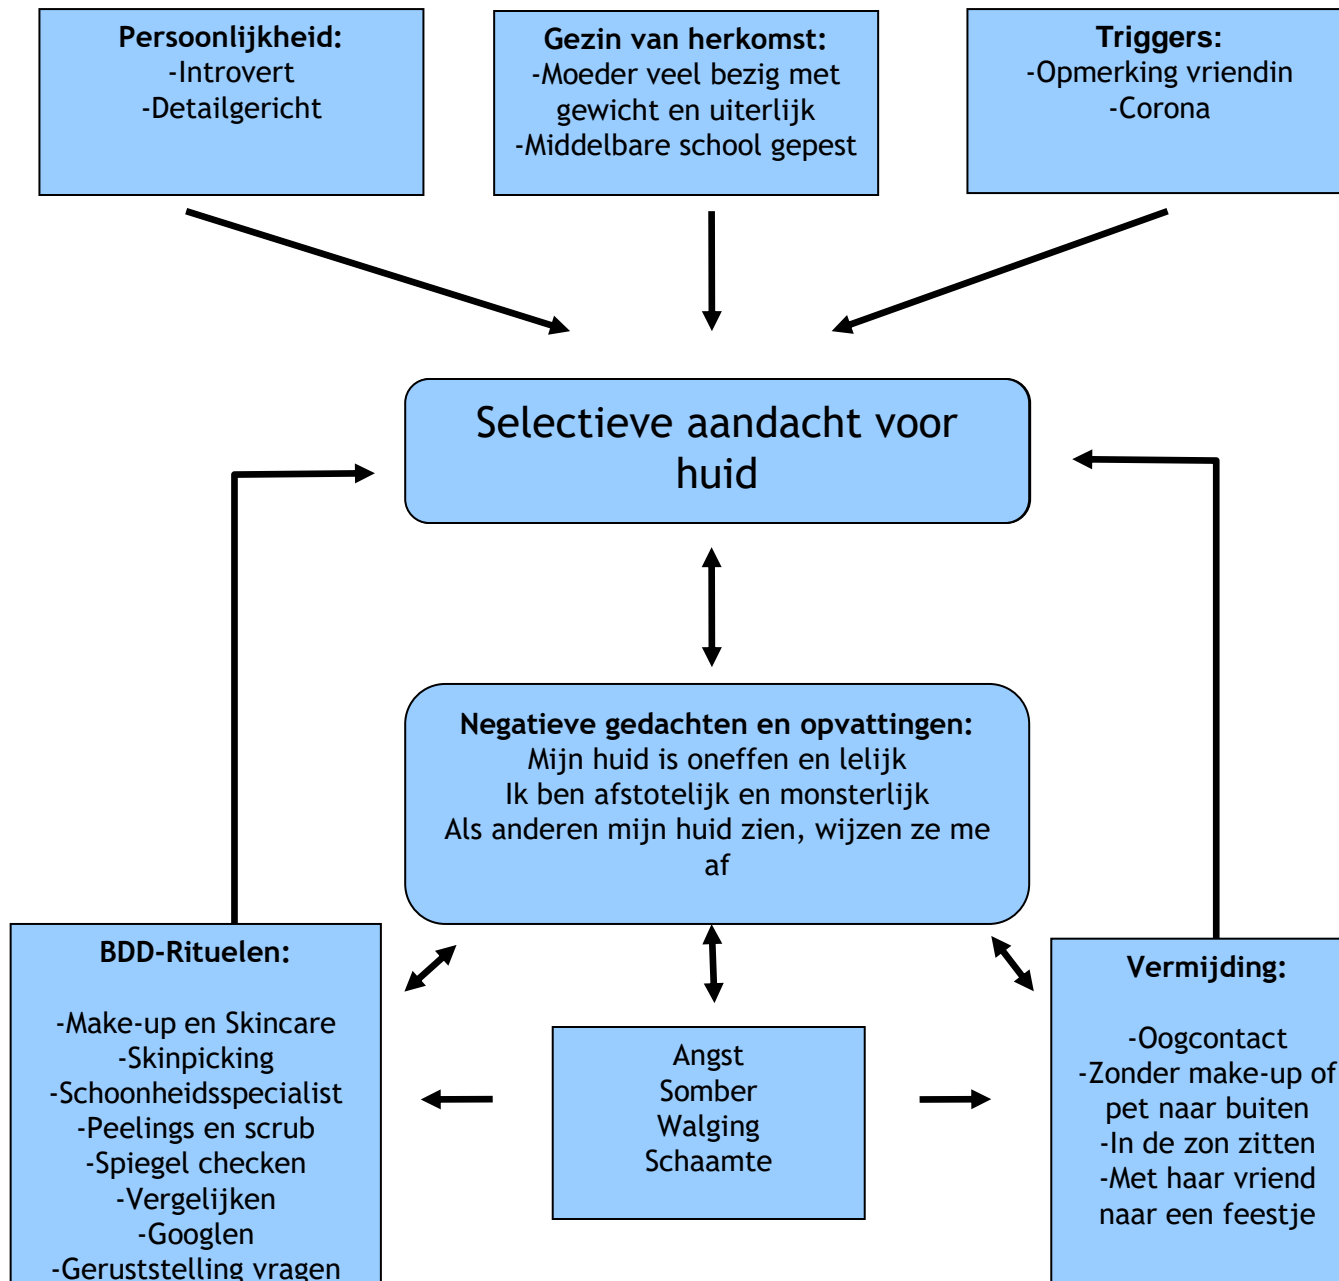 Persoonlijkheid:
-Introvert
-Detailgericht
Gezin van herkomst:
-Moeder veel bezig met
gewicht en uiterlijk
-Middelbare school gepest
Triggers:
-Opmerking vriendin
-Corona
Selectieve aandacht voor
huid
Negatieve gedachten en opvattingen:
Mijn huid is oneffen en lelijk
Ik ben afstotelijk en monsterlijk
Als anderen mijn huid zien, wijzen ze me
af
BDD-Rituelen:
-Make-up en Skincare
-Skinpicking
-Schoonheidsspecialist
-Peelings en scrub
-Spiegel checken
-Vergelijken
-Googlen
-Geruststelling vragen
Angst
Somber
Walging
Schaamte
Vermijding:
-Oogcontact
-Zonder make-up of
pet naar buiten
-In de zon zitten
-Met haar vriend
naar een feestje